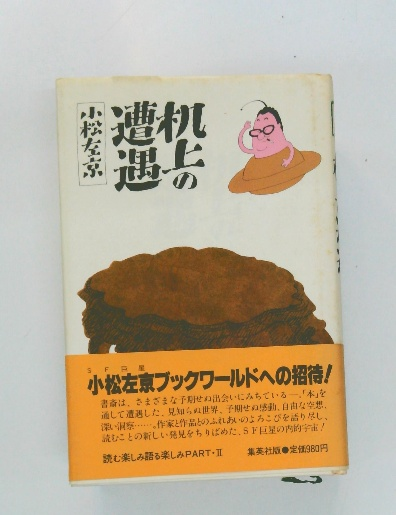 机上の
遭遇
小松左京
SF巨星
小松左京ブックワールドへの招待!
書斎は、さまざまな予期せぬ出会いにみちている―。「本」を
通して遭遇した、見知らぬ世界、予期せぬ感動、自由な空想、
深い洞察……。作家と作品とのふれあいのよろこびを語り尽し、
読むことの新しい発見をちりばめた、SF巨星の内的宇宙!
読む楽しみ語る楽しみPART・II
集英社版●定価980円